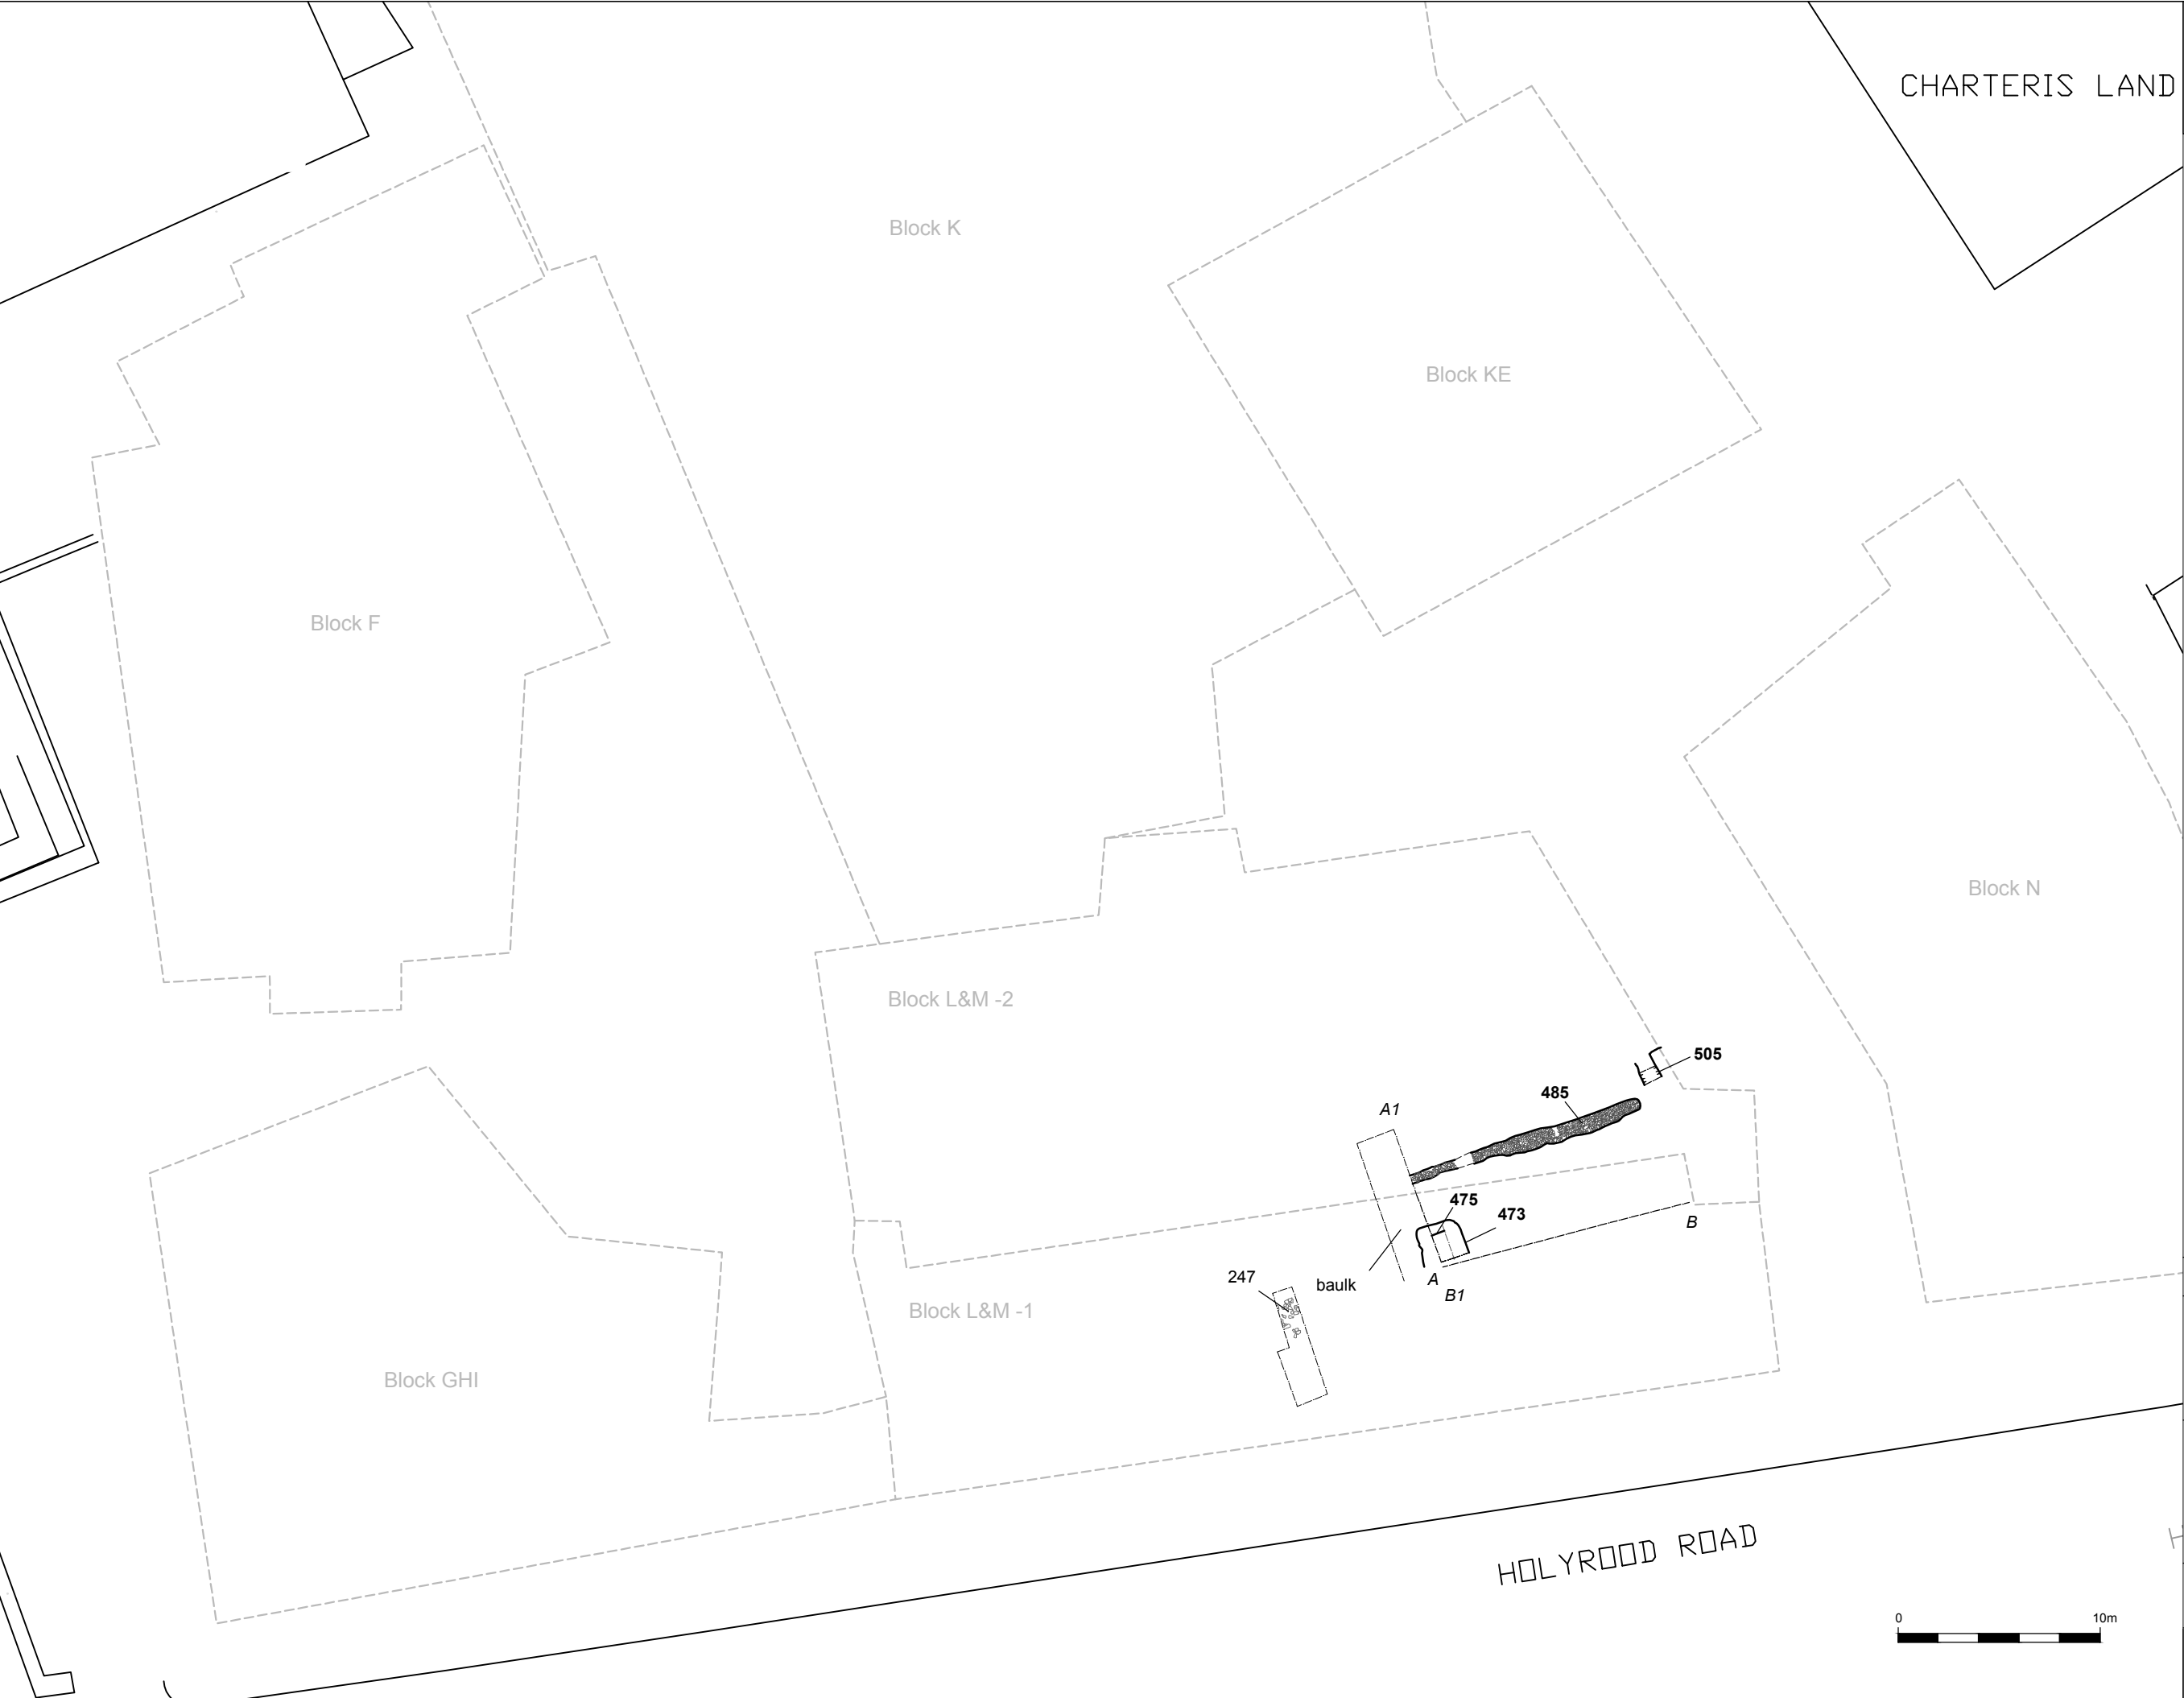 CHARTERIS LAND
Block K
Block KE
Block F
Block N
Block L&M -2
505
485
A1
475
473
B
247
baulk
A
B1
Block L&M -1
Block GHI
HOLYROOD ROAD
H
0 10m